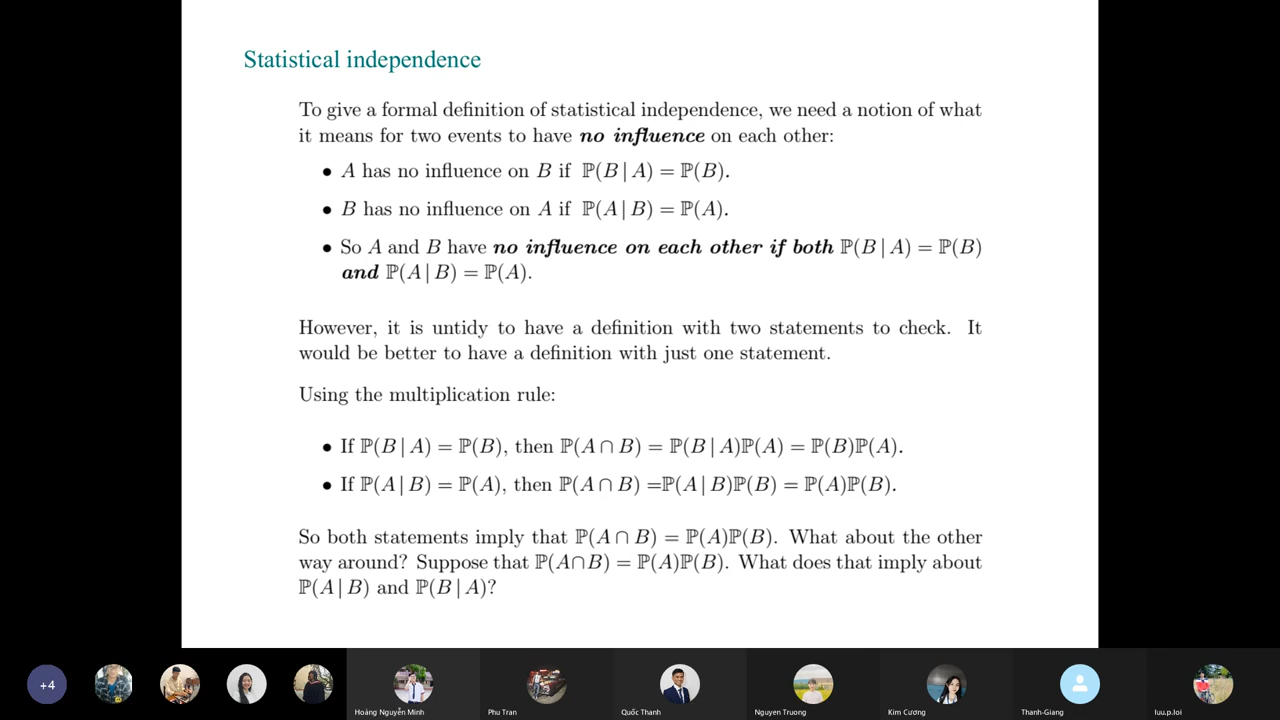 Statistical independence
To give a formal definition of statistical independence, we need a notion of what
it means for two events to have no influence on each other:
• A has no influence on B if ℙ(B | A) = ℙ(B).
• B has no influence on A if ℙ(A | B) = ℙ(A).
• So A and B have no influence on each other if both ℙ(B | A) = ℙ(B)
and ℙ(A | B) = ℙ(A).
However, it is untidy to have a definition with two statements to check. It
would be better to have a definition with just one statement.
Using the multiplication rule:
• If ℙ(B | A) = ℙ(B), then ℙ(A ∩ B) = ℙ(B | A)ℙ(A) = ℙ(B)ℙ(A).
• If ℙ(A | B) = ℙ(A), then ℙ(A ∩ B) =ℙ(A | B)ℙ(B) = ℙ(A)ℙ(B).
So both statements imply that ℙ(A ∩ B) = ℙ(A)ℙ(B). What about the other
way around? Suppose that ℙ(A∩B) = ℙ(A)ℙ(B). What does that imply about
ℙ(A | B) and ℙ(B | A)?
+4
Hoàng Nguyễn Minh
Phu Tran
Quốc Thanh
Nguyen Truong
Kim Cương
Thanh-Giang
luu.p.loi